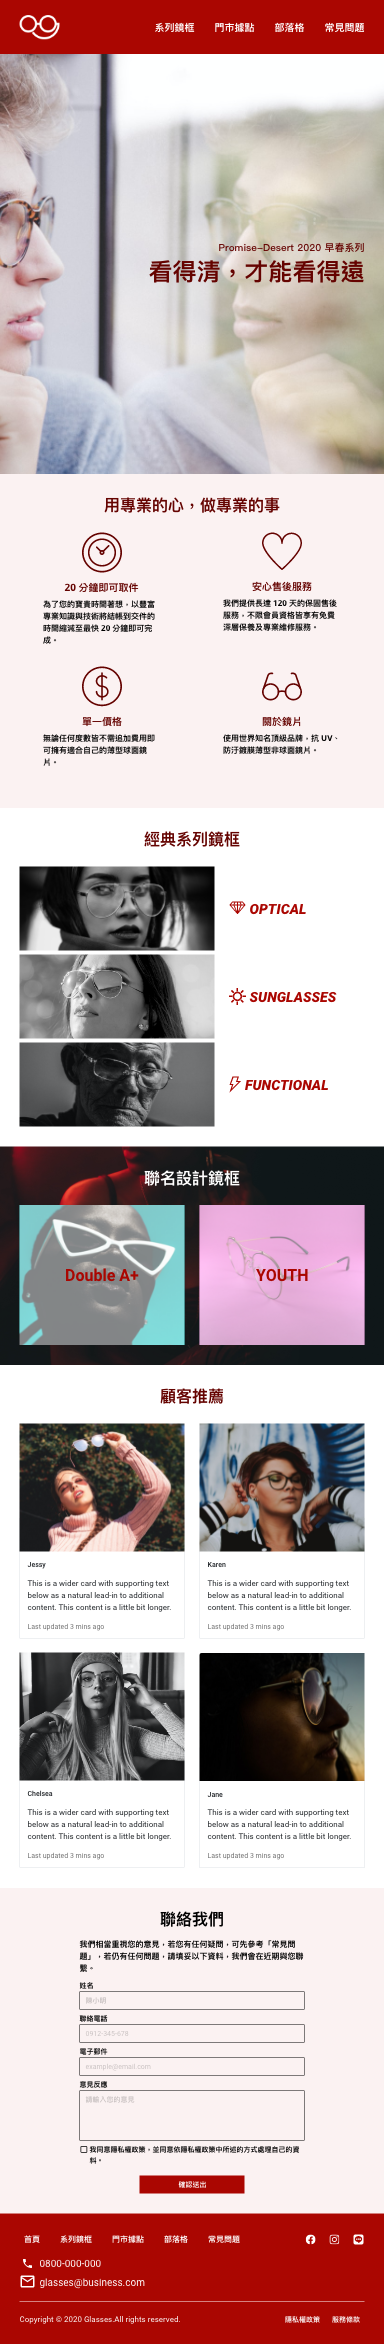 系列鏡框 門市據點 部落格 常見問題
Promise-Desert 2020 早春系列
看得清，才能看得遠
用專業的心，做專業的事
20 分鐘即可取件
為了您的寶貴時間著想，以豐富
專業知識與技術將結帳到交件的
時間縮減至最快 20 分鐘即可完
成。
安心售後服務
我們提供長達 120 天的保固售後
服務，不限會員資格皆享有免費
深層保養及專業維修服務。
單一價格
無論任何度數皆不需追加費用即
可擁有適合自己的薄型球面鏡
片。
關於鏡片
使用世界知名頂級品牌，抗 UV、
防汙鍍膜薄型非球面鏡片。
經典系列鏡框
OPTICAL
SUNGLASSES
FUNCTIONAL
聯名設計鏡框
Double A+
YOUTH
顧客推薦
Jessy
This is a wider card with supporting text
below as a natural lead-in to additional
content. This content is a little bit longer.
Last updated 3 mins ago
Karen
This is a wider card with supporting text
below as a natural lead-in to additional
content. This content is a little bit longer.
Last updated 3 mins ago
Chelsea
This is a wider card with supporting text
below as a natural lead-in to additional
content. This content is a little bit longer.
Last updated 3 mins ago
Jane
This is a wider card with supporting text
below as a natural lead-in to additional
content. This content is a little bit longer.
Last updated 3 mins ago
聯絡我們
我們相當重視您的意見，若您有任何疑問，可先參考「常見問
題」，若仍有任何問題，請填妥以下資料，我們會在近期與您聯
繫。
姓名
陳小明
聯絡電話
0912-345-678
電子郵件
example@email.com
意見反應
請輸入您的意見
我同意隱私權政策，並同意依隱私權政策中所述的方式處理自己的資
料。
確認送出
首頁 系列鏡框 門市據點 部落格 常見問題
0800-000-000
glasses@business.com
Copyright © 2020 Glasses.All rights reserved.
隱私權政策 服務條款